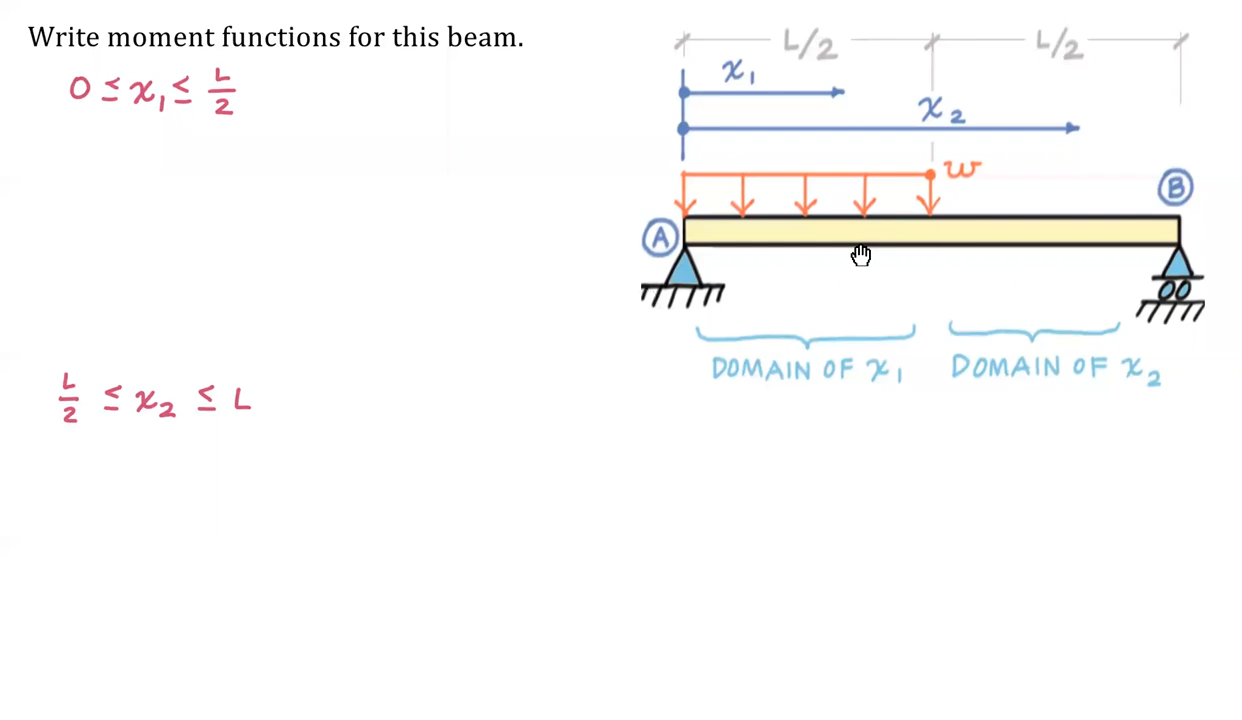 Write moment functions for this beam.
0 ≤ x₁ ≤ L/2
L/2 ≤ x₂ ≤ L
L/2 L/2
x₁
x₂
w
A
B
DOMAIN OF x₁ DOMAIN OF x₂